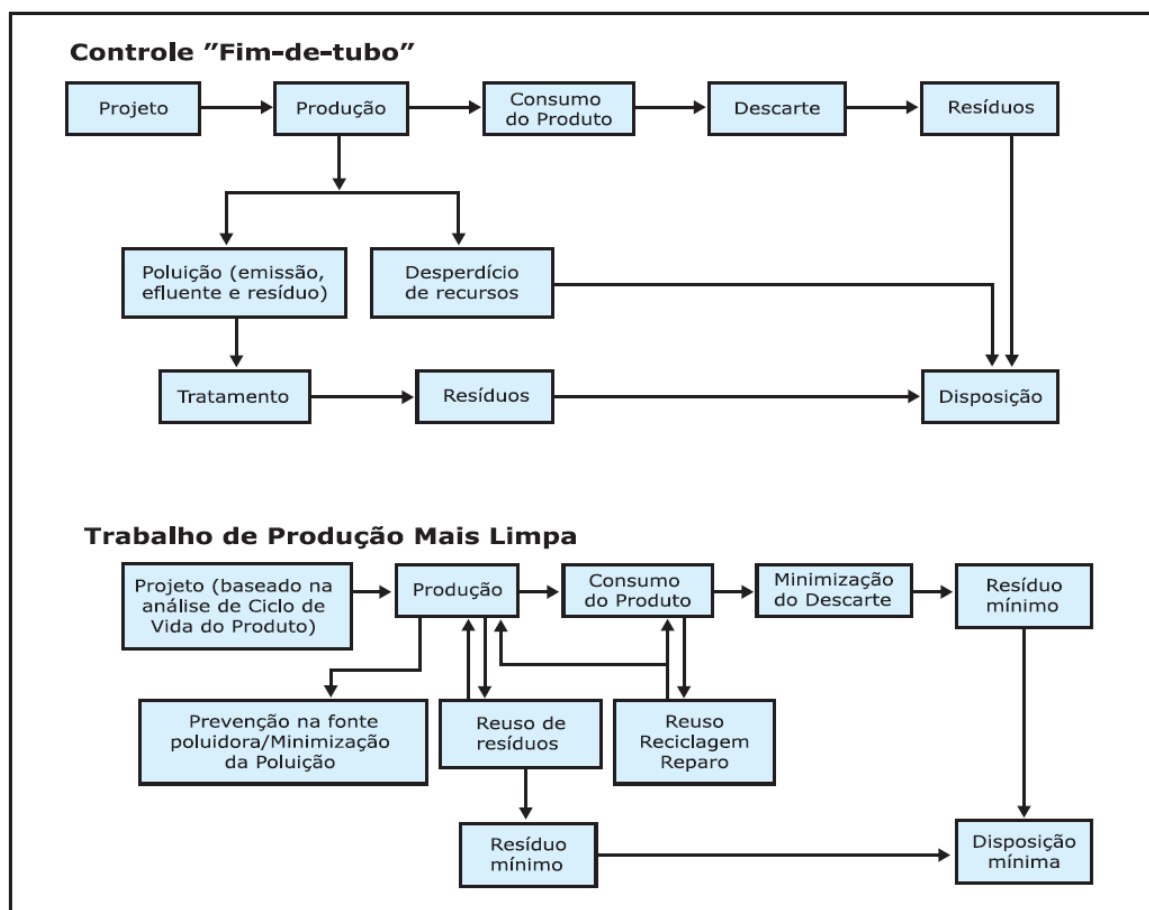 Controle ”Fim-de-tubo”
Projeto
Produção
Consumo
do Produto
Descarte
Resíduos
Poluição (emissão,
efluente e resíduo)
Desperdício
de recursos
Tratamento
Resíduos
Disposição
Trabalho de Produção Mais Limpa
Projeto (baseado na
análise de Ciclo de
Vida do Produto)
Produção
Consumo
do Produto
Minimização
do Descarte
Resíduo
mínimo
Prevenção na fonte
poluidora/Minimização
da Poluição
Reuso de
resíduos
Reuso
Reciclagem
Reparo
Resíduo
mínimo
Disposição
mínima